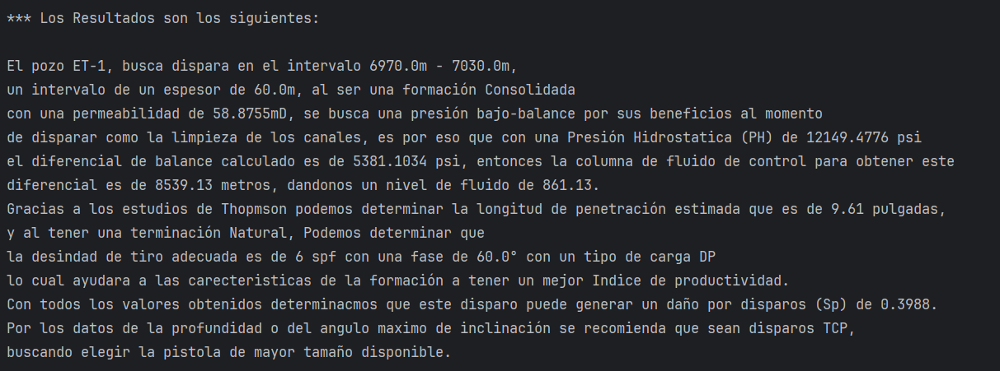 *** Los Resultados son los siguientes:
El pozo ET-1, busca dispara en el intervalo 6970.0m - 7030.0m,
un intervalo de un espesor de 60.0m, al ser una formación Consolidada
con una permeabilidad de 58.8755mD, se busca una presión bajo-balance por sus beneficios al momento
de disparar como la limpieza de los canales, es por eso que con una Presión Hidrostatica (PH) de 12149.4776 psi
el diferencial de balance calculado es de 5381.1034 psi, entonces la columna de fluido de control para obtener este
diferencial es de 8539.13 metros, dandonos un nivel de fluido de 861.13.
Gracias a los estudios de Thopmson podemos determinar la longitud de penetración estimada que es de 9.61 pulgadas,
y al tener una terminación Natural, Podemos determinar que
la desindad de tiro adecuada es de 6 spf con una fase de 60.0° con un tipo de carga DP
lo cual ayudara a las carecteristicas de la formación a tener un mejor Indice de productividad.
Con todos los valores obtenidos determinacmos que este disparo puede generar un daño por disparos (Sp) de 0.3988.
Por los datos de la profundidad o del angulo maximo de inclinación se recomienda que sean disparos TCP,
buscando elegir la pistola de mayor tamaño disponible.